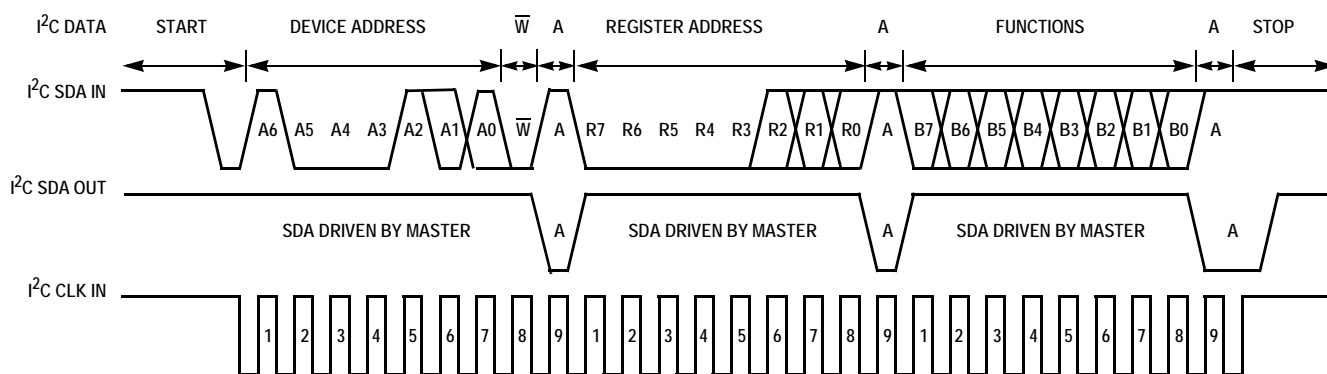 I²C DATA START DEVICE ADDRESS W̅ A REGISTER ADDRESS A FUNCTIONS A STOP
I²C SDA IN
A6 A5 A4 A3 A2 A1 A0 W̅ A R7 R6 R5 R4 R3 R2 R1 R0 A B7 B6 B5 B4 B3 B2 B1 B0 A
I²C SDA OUT
SDA DRIVEN BY MASTER A SDA DRIVEN BY MASTER A SDA DRIVEN BY MASTER A
I²C CLK IN
1 2 3 4 5 6 7 8 9 1 2 3 4 5 6 7 8 9 1 2 3 4 5 6 7 8 9